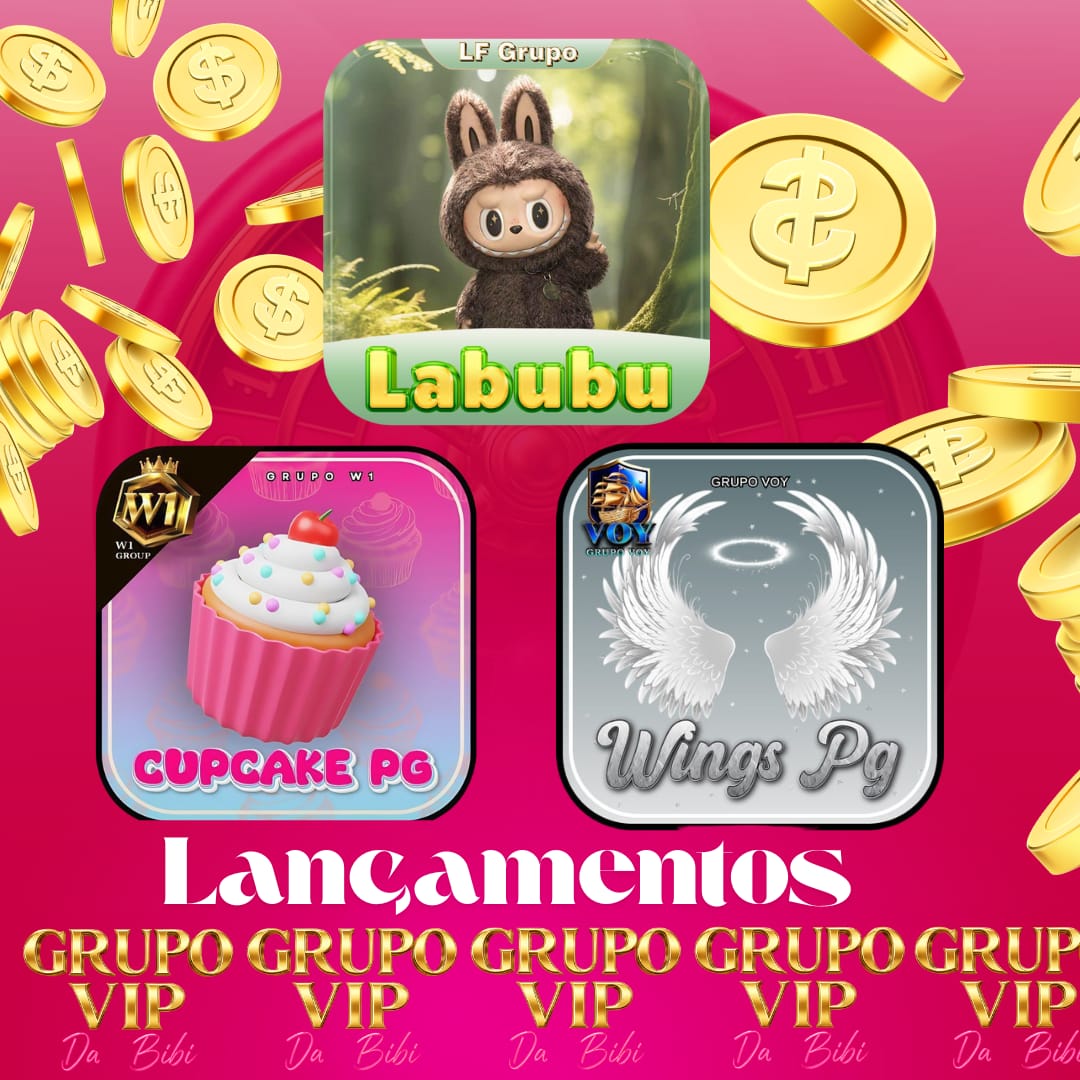 LF Grupo
Labubu
GRUPO W1
W1
W1
GROUP
CUPCAKE PG
GRUPO VOY
VOY
GRUPO VOY
Wings Pg
Lançamentos
GRUPO GRUPO GRUPO GRUPO GRUP
VIP VIP VIP VIP VIP
Da Bibi Da Bibi Da Bibi Da Bibi Da Bibi